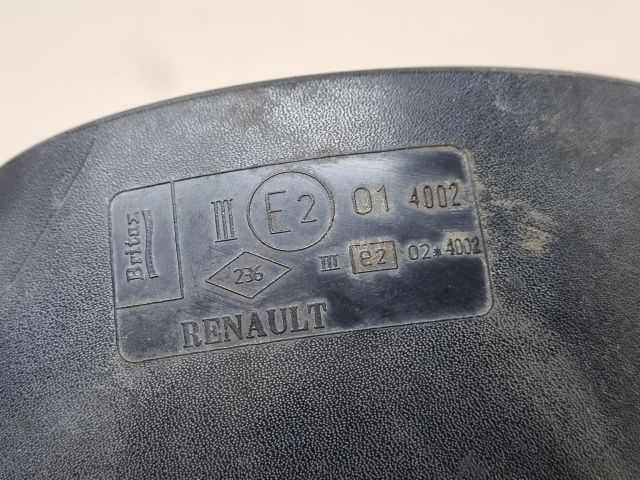 Britax
III E2 01 4002
236 III e2 02*4002
RENAULT